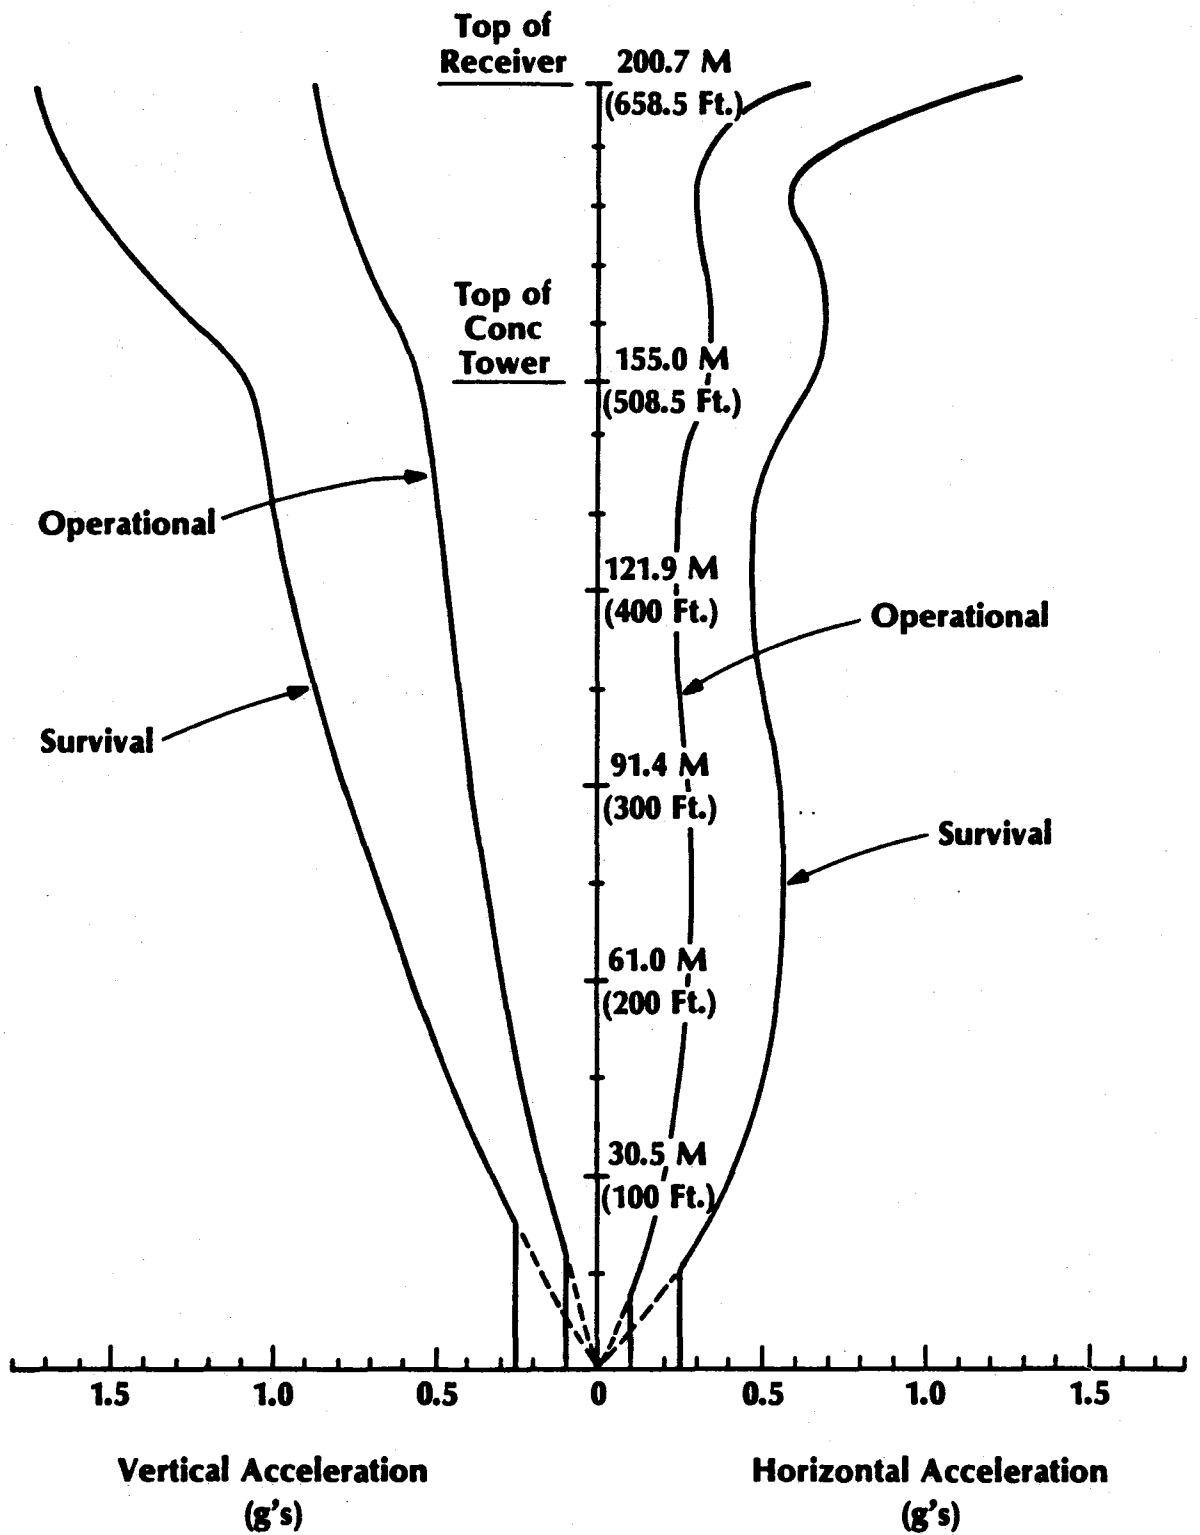 Top of
Receiver
200.7 M
(658.5 Ft.)
Top of
Conc
Tower
155.0 M
(508.5 Ft.)
Operational
121.9 M
(400 Ft.)
Operational
Survival
91.4 M
(300 Ft.)
Survival
61.0 M
(200 Ft.)
30.5 M
(100 Ft.)
1.5 1.0 0.5 0 0.5 1.0 1.5
Vertical Acceleration
(g's)
Horizontal Acceleration
(g's)